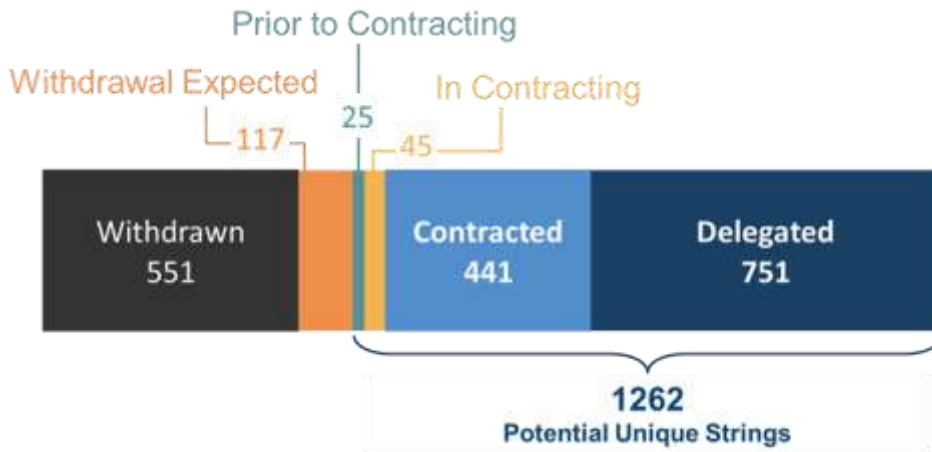 Prior to Contracting
Withdrawal Expected
In Contracting
25
117
45
Withdrawn
551
Contracted
441
Delegated
751
1262
Potential Unique Strings